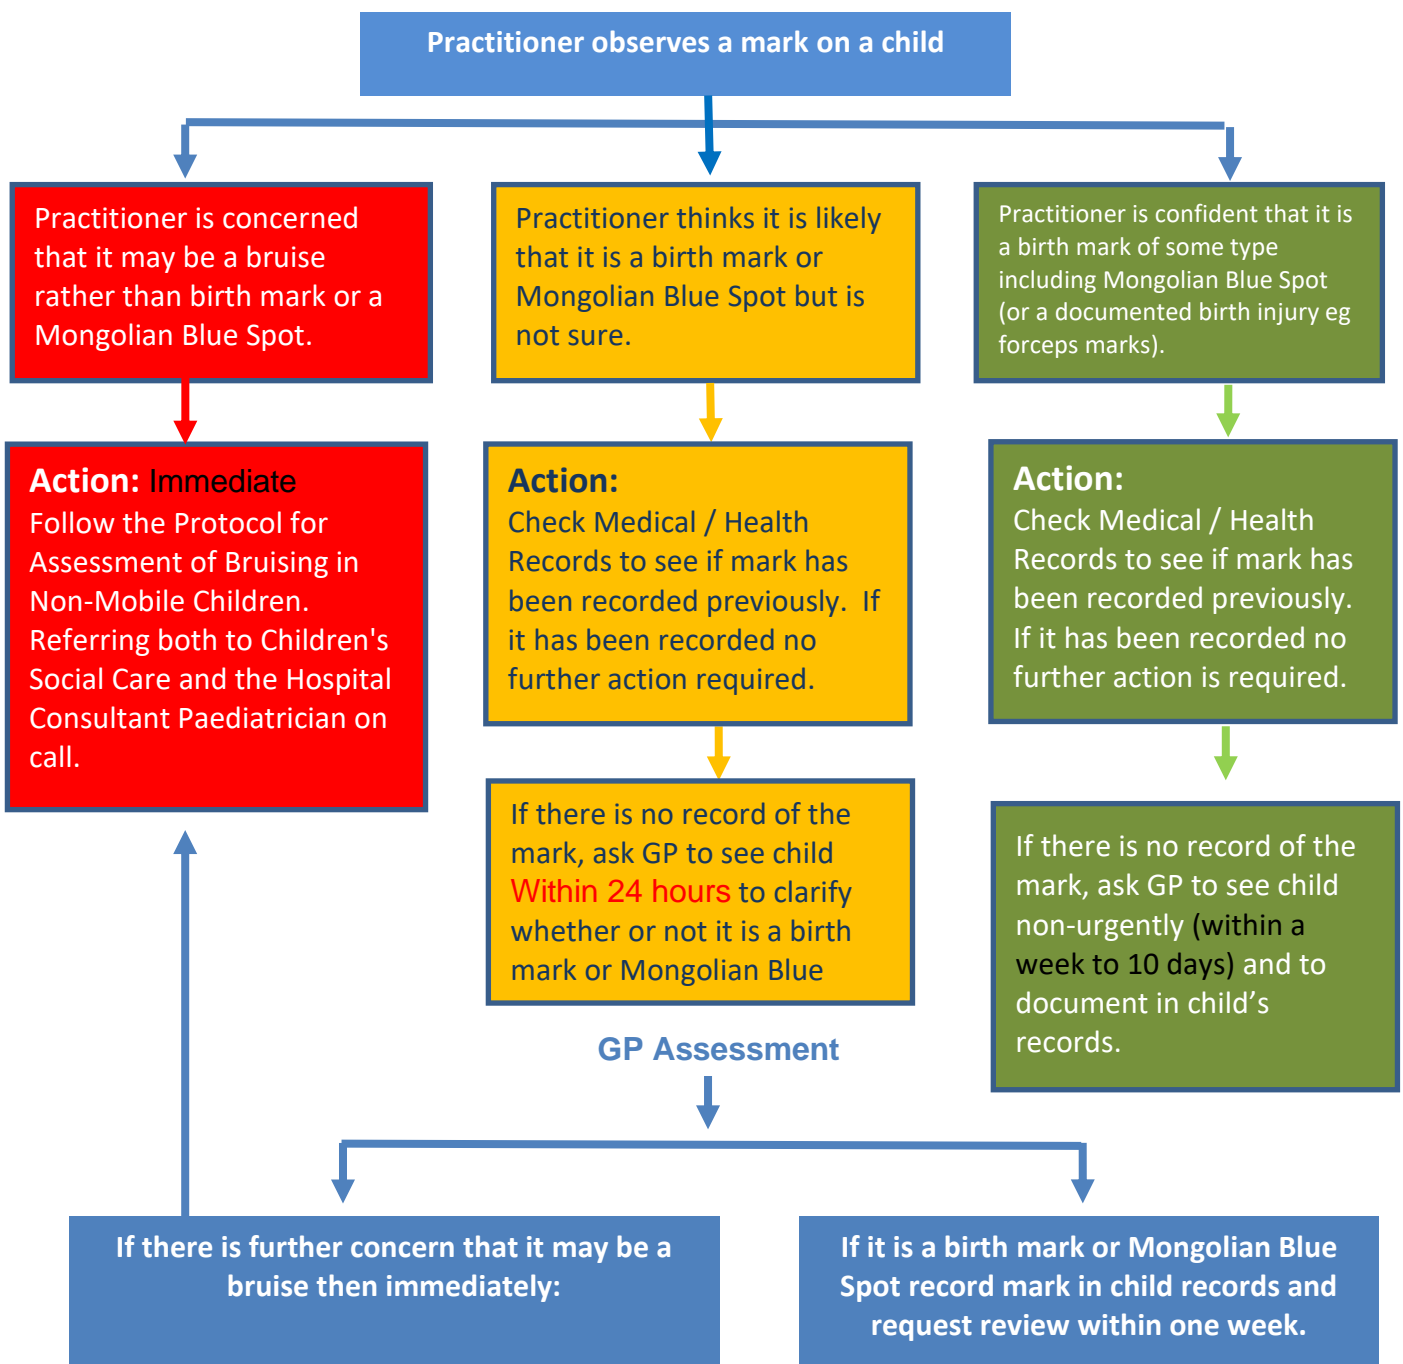 Practitioner observes a mark on a child
Practitioner is concerned
that it may be a bruise
rather than birth mark or a
Mongolian Blue Spot.
Practitioner thinks it is likely
that it is a birth mark or
Mongolian Blue Spot but is
not sure.
Practitioner is confident that it is
a birth mark of some type
including Mongolian Blue Spot
(or a documented birth injury eg
forceps marks).
Action: Immediate
Follow the Protocol for
Assessment of Bruising in
Non-Mobile Children.
Referring both to Children's
Social Care and the Hospital
Consultant Paediatrician on
call.
Action:
Check Medical / Health
Records to see if mark has
been recorded previously.  If
it has been recorded no
further action required.
Action:
Check Medical / Health
Records to see if mark has
been recorded previously.
If it has been recorded no
further action is required.
If there is no record of the
mark, ask GP to see child
Within 24 hours to clarify
whether or not it is a birth
mark or Mongolian Blue
If there is no record of the
mark, ask GP to see child
non-urgently (within a
week to 10 days) and to
document in child’s
records.
GP Assessment
If there is further concern that it may be a
bruise then immediately:
If it is a birth mark or Mongolian Blue
Spot record mark in child records and
request review within one week.